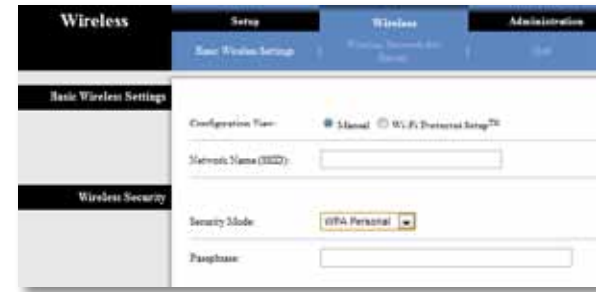 Wireless
Setup
Wireless
Administration
Basic Wireless Settings
Basic Wireless Settings
Configuration View:
Manual
Wi-Fi Protected Setup™
Network Name (SSID):
Wireless Security
Security Mode:
WPA Personal
Passphrase: